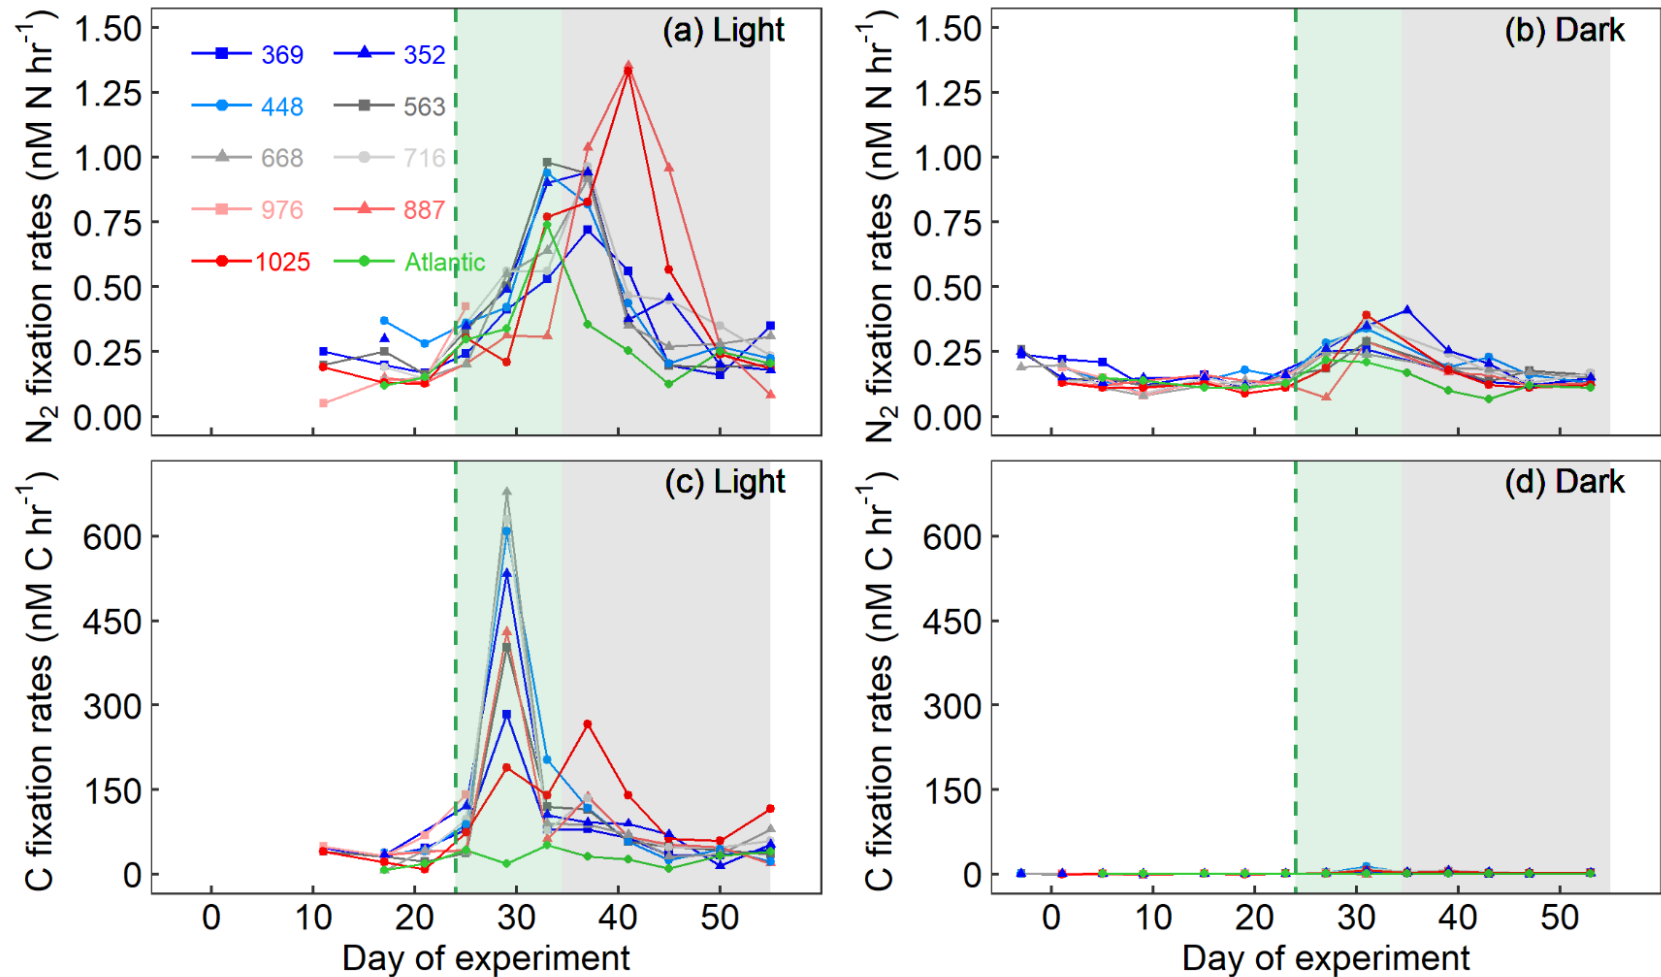 (a) Light
(b) Dark
N₂ fixation rates (nM N hr⁻¹)
1.50
1.25
1.00
0.75
0.50
0.25
0.00
369 352
448 563
668 716
976 887
1025 Atlantic
N₂ fixation rates (nM N hr⁻¹)
1.50
1.25
1.00
0.75
0.50
0.25
0.00
(c) Light
(d) Dark
C fixation rates (nM C hr⁻¹)
600
450
300
150
0
C fixation rates (nM C hr⁻¹)
600
450
300
150
0
0 10 20 30 40 50
0 10 20 30 40 50
Day of experiment
Day of experiment